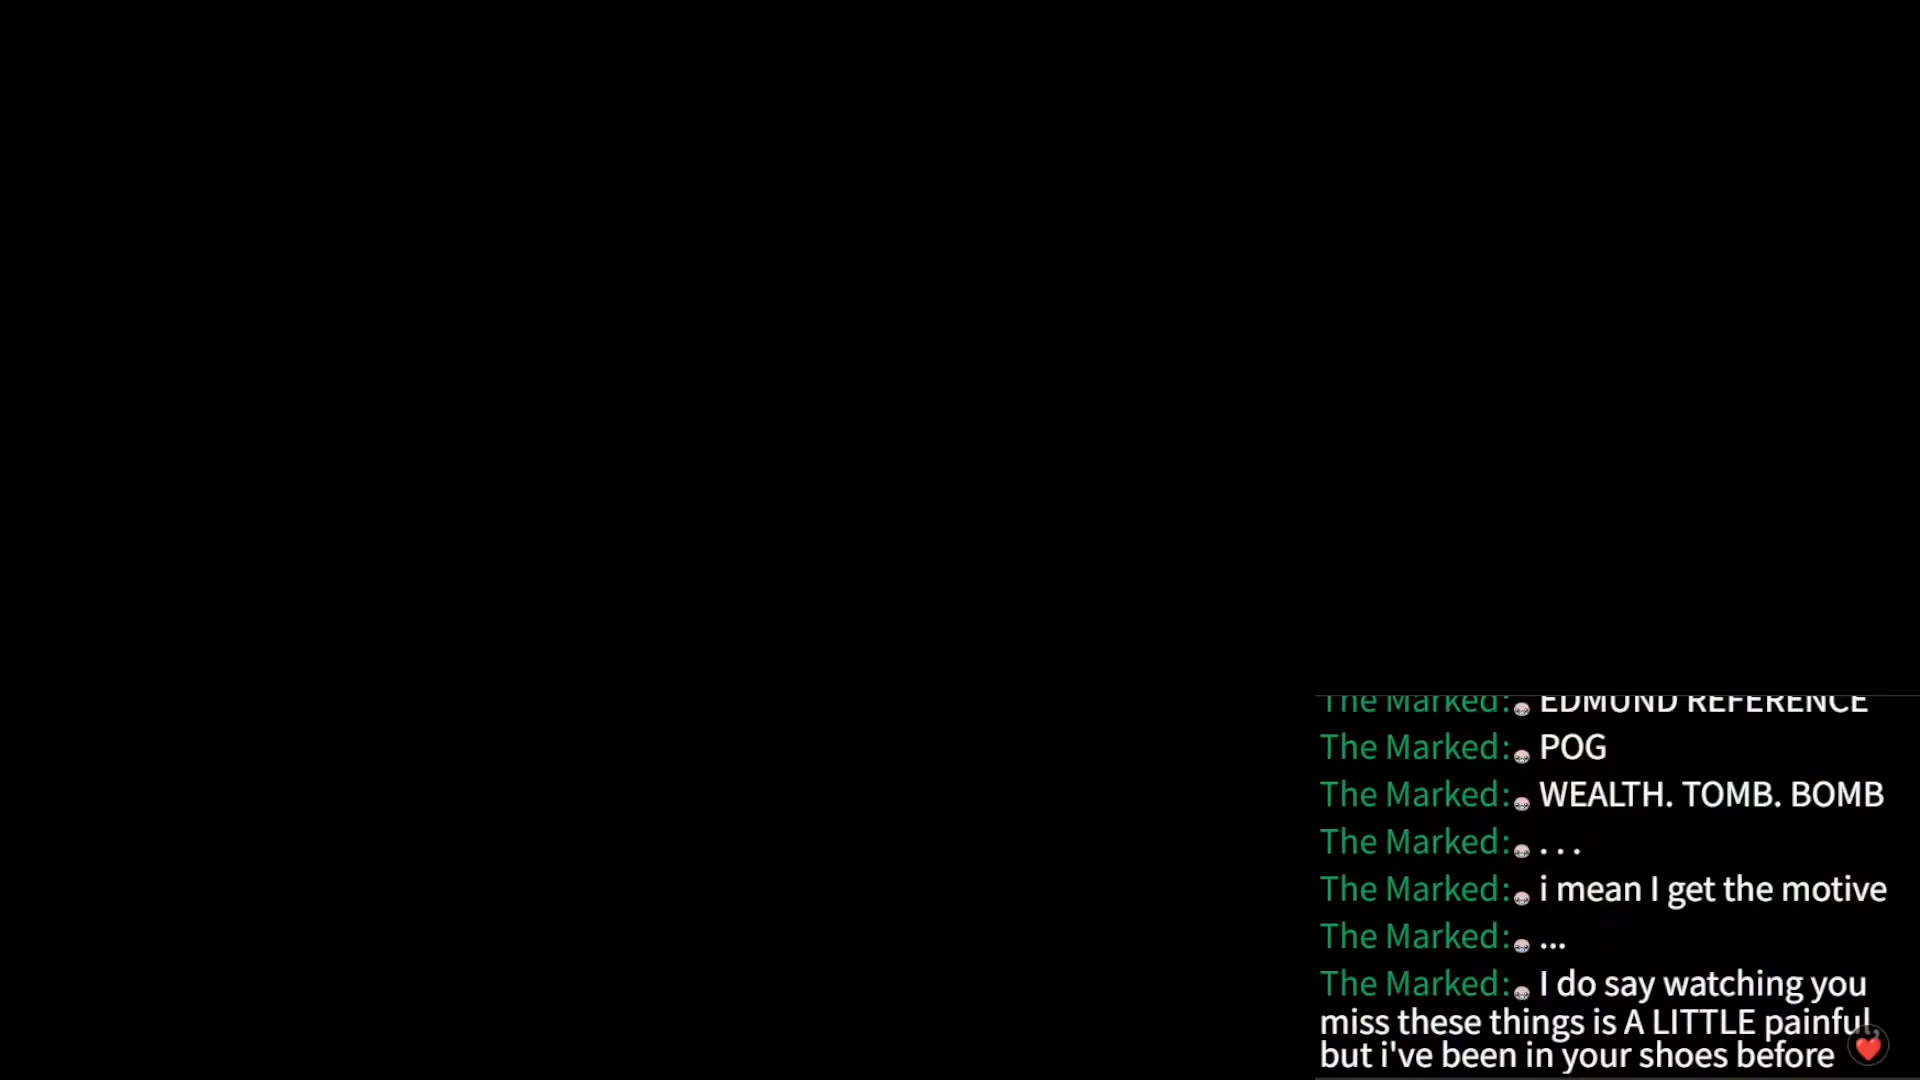 The Marked: EDMUND REFERENCE
The Marked: POG
The Marked: WEALTH. TOMB. BOMB
The Marked: . . .
The Marked: i mean I get the motive
The Marked: ...
The Marked: I do say watching you
miss these things is A LITTLE painful
but i've been in your shoes before